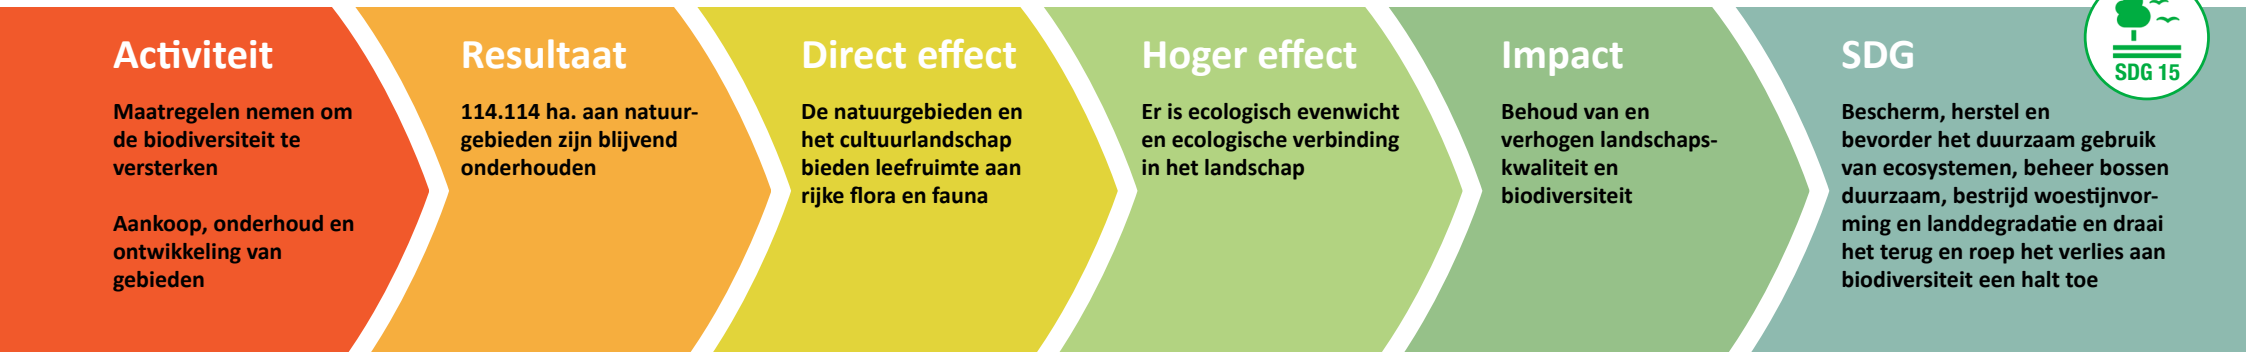 Activiteit
Maatregelen nemen om
de biodiversiteit te
versterken
Aankoop, onderhoud en
ontwikkeling van
gebieden
Resultaat
114.114 ha. aan natuur-
gebieden zijn blijvend
onderhouden
Direct effect
De natuurgebieden en
het cultuurlandschap
bieden leefruimte aan
rijke flora en fauna
Hoger effect
Er is ecologisch evenwicht
en ecologische verbinding
in het landschap
Impact
Behoud van en
verhogen landschaps-
kwaliteit en
biodiversiteit
SDG
Bescherm, herstel en
bevorder het duurzaam gebruik
van ecosystemen, beheer bossen
duurzaam, bestrijd woestijnvor-
ming en landdegradatie en draai
het terug en roep het verlies aan
biodiversiteit een halt toe
SDG 15